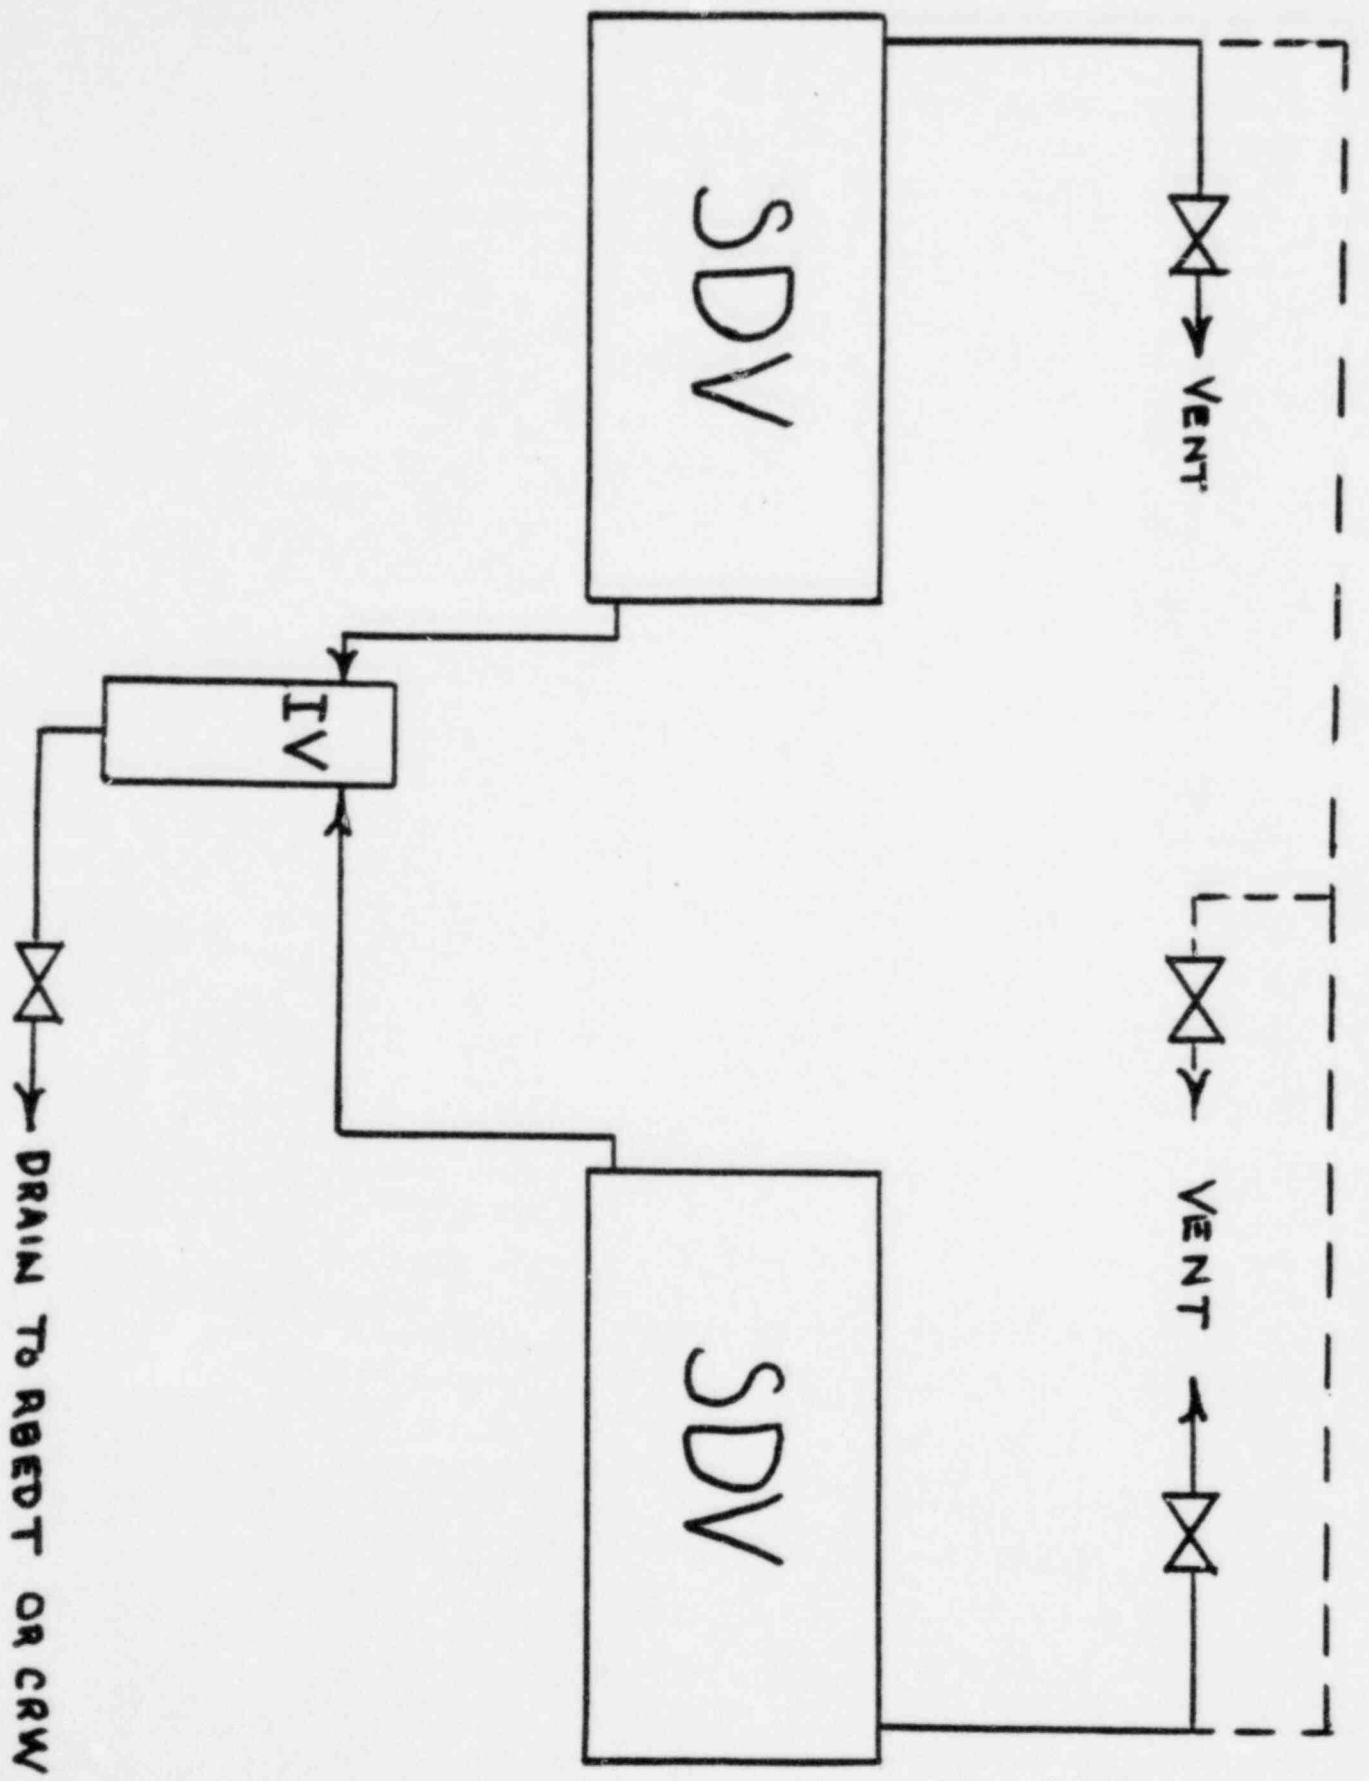 VENT
VENT
SDV
SDV
IV
DRAIN TO RBEDT OR CRW